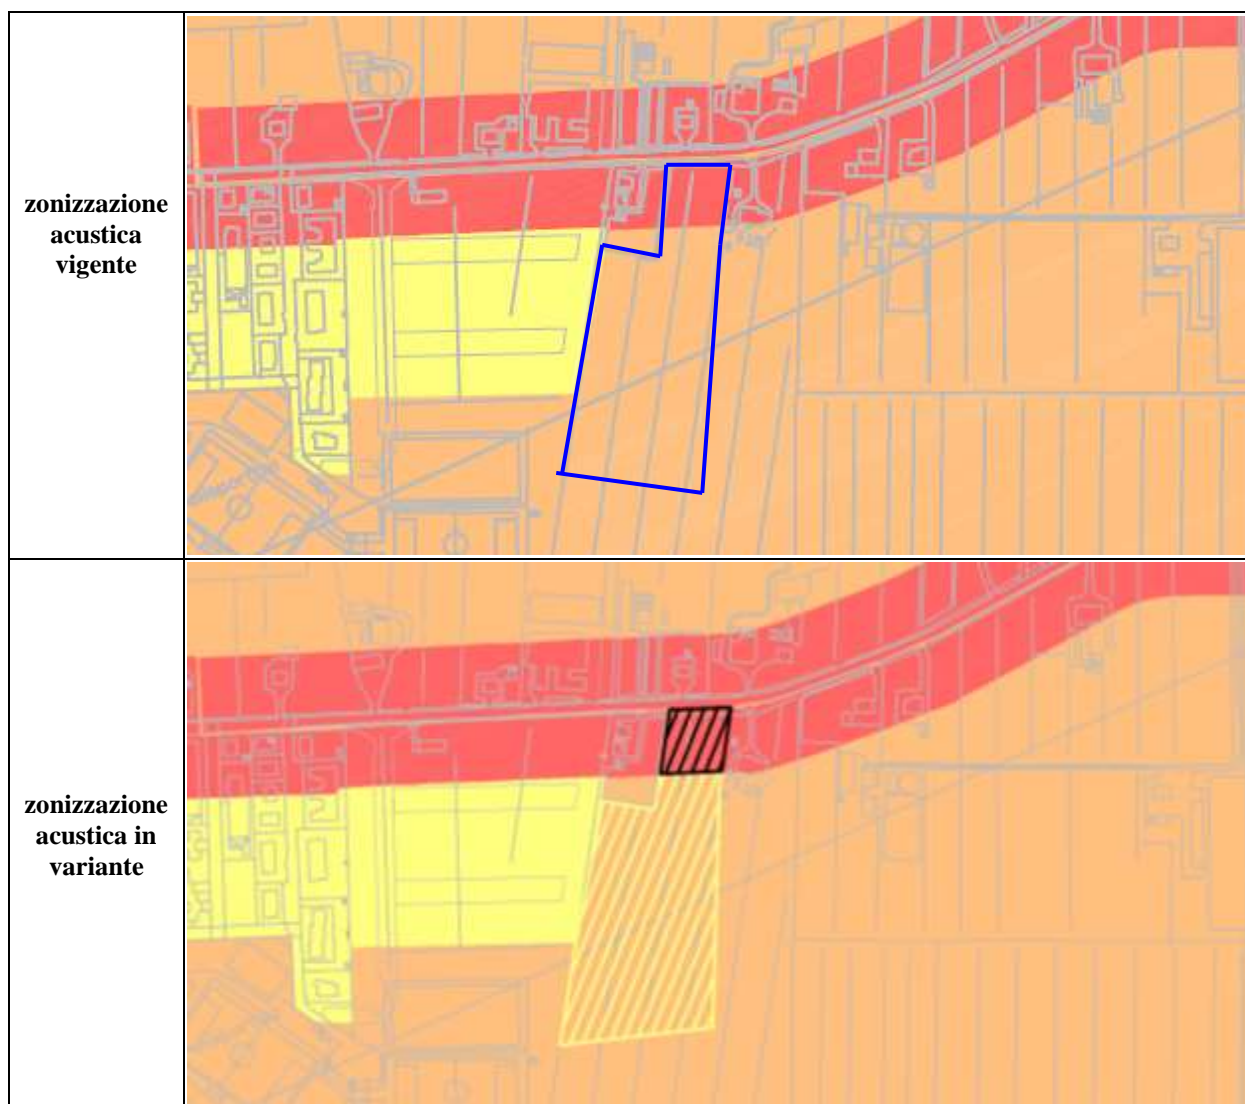 zonizzazione
acustica
vigente
zonizzazione
acustica in
variante